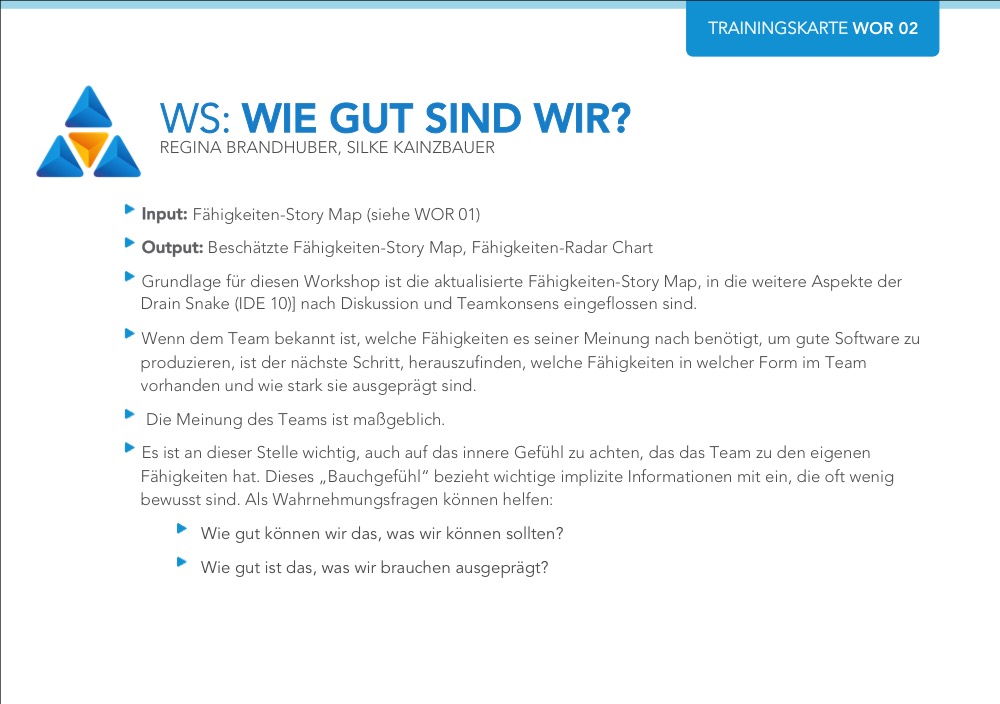 TRAININGSKARTE WOR 02
WS: WIE GUT SIND WIR?
REGINA BRANDHUBER, SILKE KAINZBAUER
Input: Fähigkeiten-Story Map (siehe WOR 01)
Output: Beschätzte Fähigkeiten-Story Map, Fähigkeiten-Radar Chart
Grundlage für diesen Workshop ist die aktualisierte Fähigkeiten-Story Map, in die weitere Aspekte der
Drain Snake (IDE 10)] nach Diskussion und Teamkonsens eingeflossen sind.
Wenn dem Team bekannt ist, welche Fähigkeiten es seiner Meinung nach benötigt, um gute Software zu
produzieren, ist der nächste Schritt, herauszufinden, welche Fähigkeiten in welcher Form im Team
vorhanden und wie stark sie ausgeprägt sind.
Die Meinung des Teams ist maßgeblich.
Es ist an dieser Stelle wichtig, auch auf das innere Gefühl zu achten, das das Team zu den eigenen
Fähigkeiten hat. Dieses „Bauchgefühl“ bezieht wichtige implizite Informationen mit ein, die oft wenig
bewusst sind. Als Wahrnehmungsfragen können helfen:
Wie gut können wir das, was wir können sollten?
Wie gut ist das, was wir brauchen ausgeprägt?